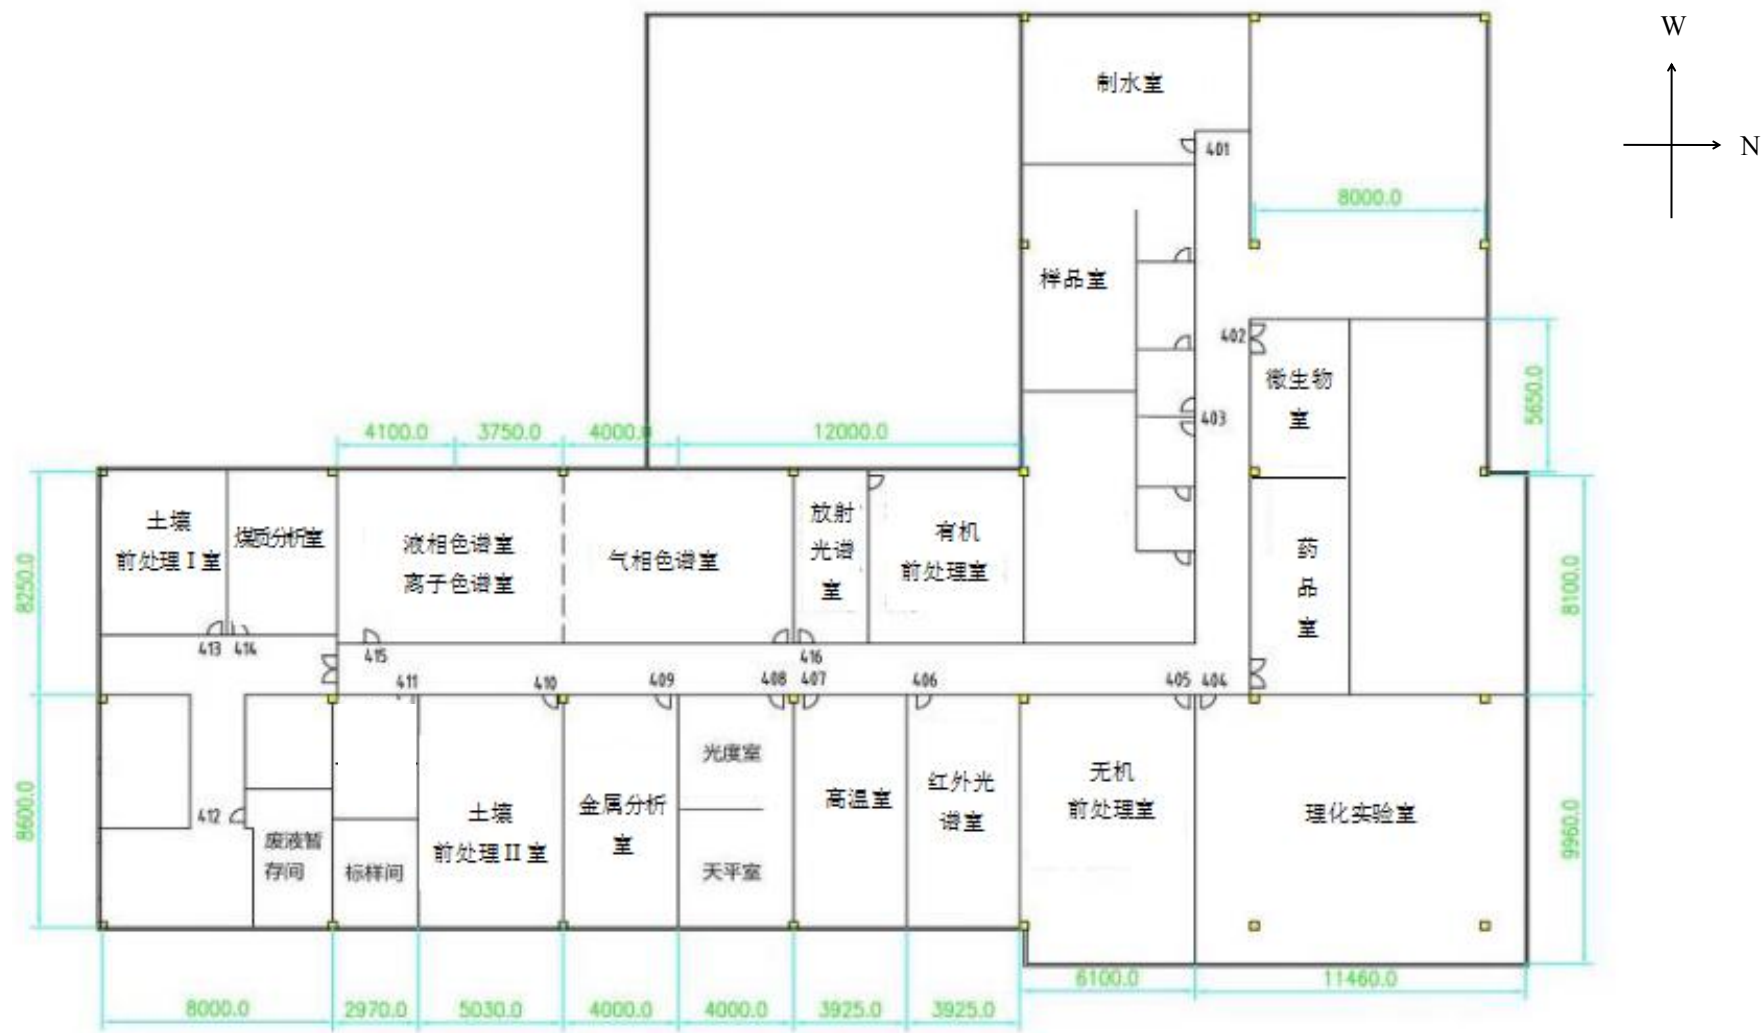 W
N
制水室
401
8000.0
样品室
402
微生物
室
5650.0
403
4100.0
3750.0
4000.0
12000.0
土壤
前处理Ⅰ室
煤质分析室
液相色谱室
离子色谱室
气相色谱室
放射
光谱
室
有机
前处理室
药
品
室
8250.0
8100.0
413
414
415
416
411
410
409
408
407
406
405
404
光度室
天平室
高温室
红外光
谱室
无机
前处理室
理化实验室
金属分析
室
土壤
前处理ⅠⅠ室
412
废液暂
存间
标样间
8600.0
9960.0
8000.0
2970.0
5030.0
4000.0
4000.0
3925.0
3925.0
6100.0
11460.0